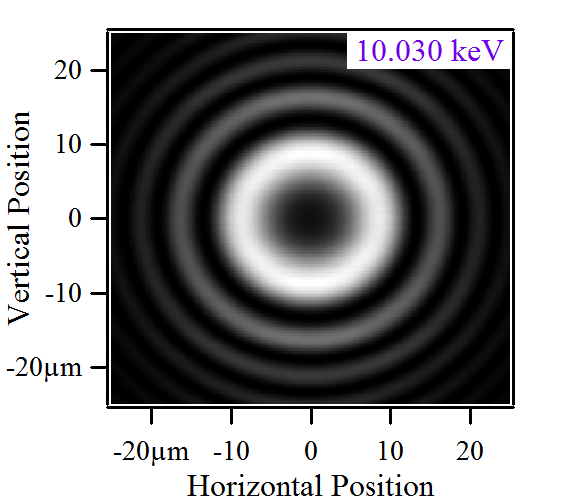 10.030 keV
Vertical Position
20
10
0
-10
-20µm
-20µm -10 0 10 20
Horizontal Position